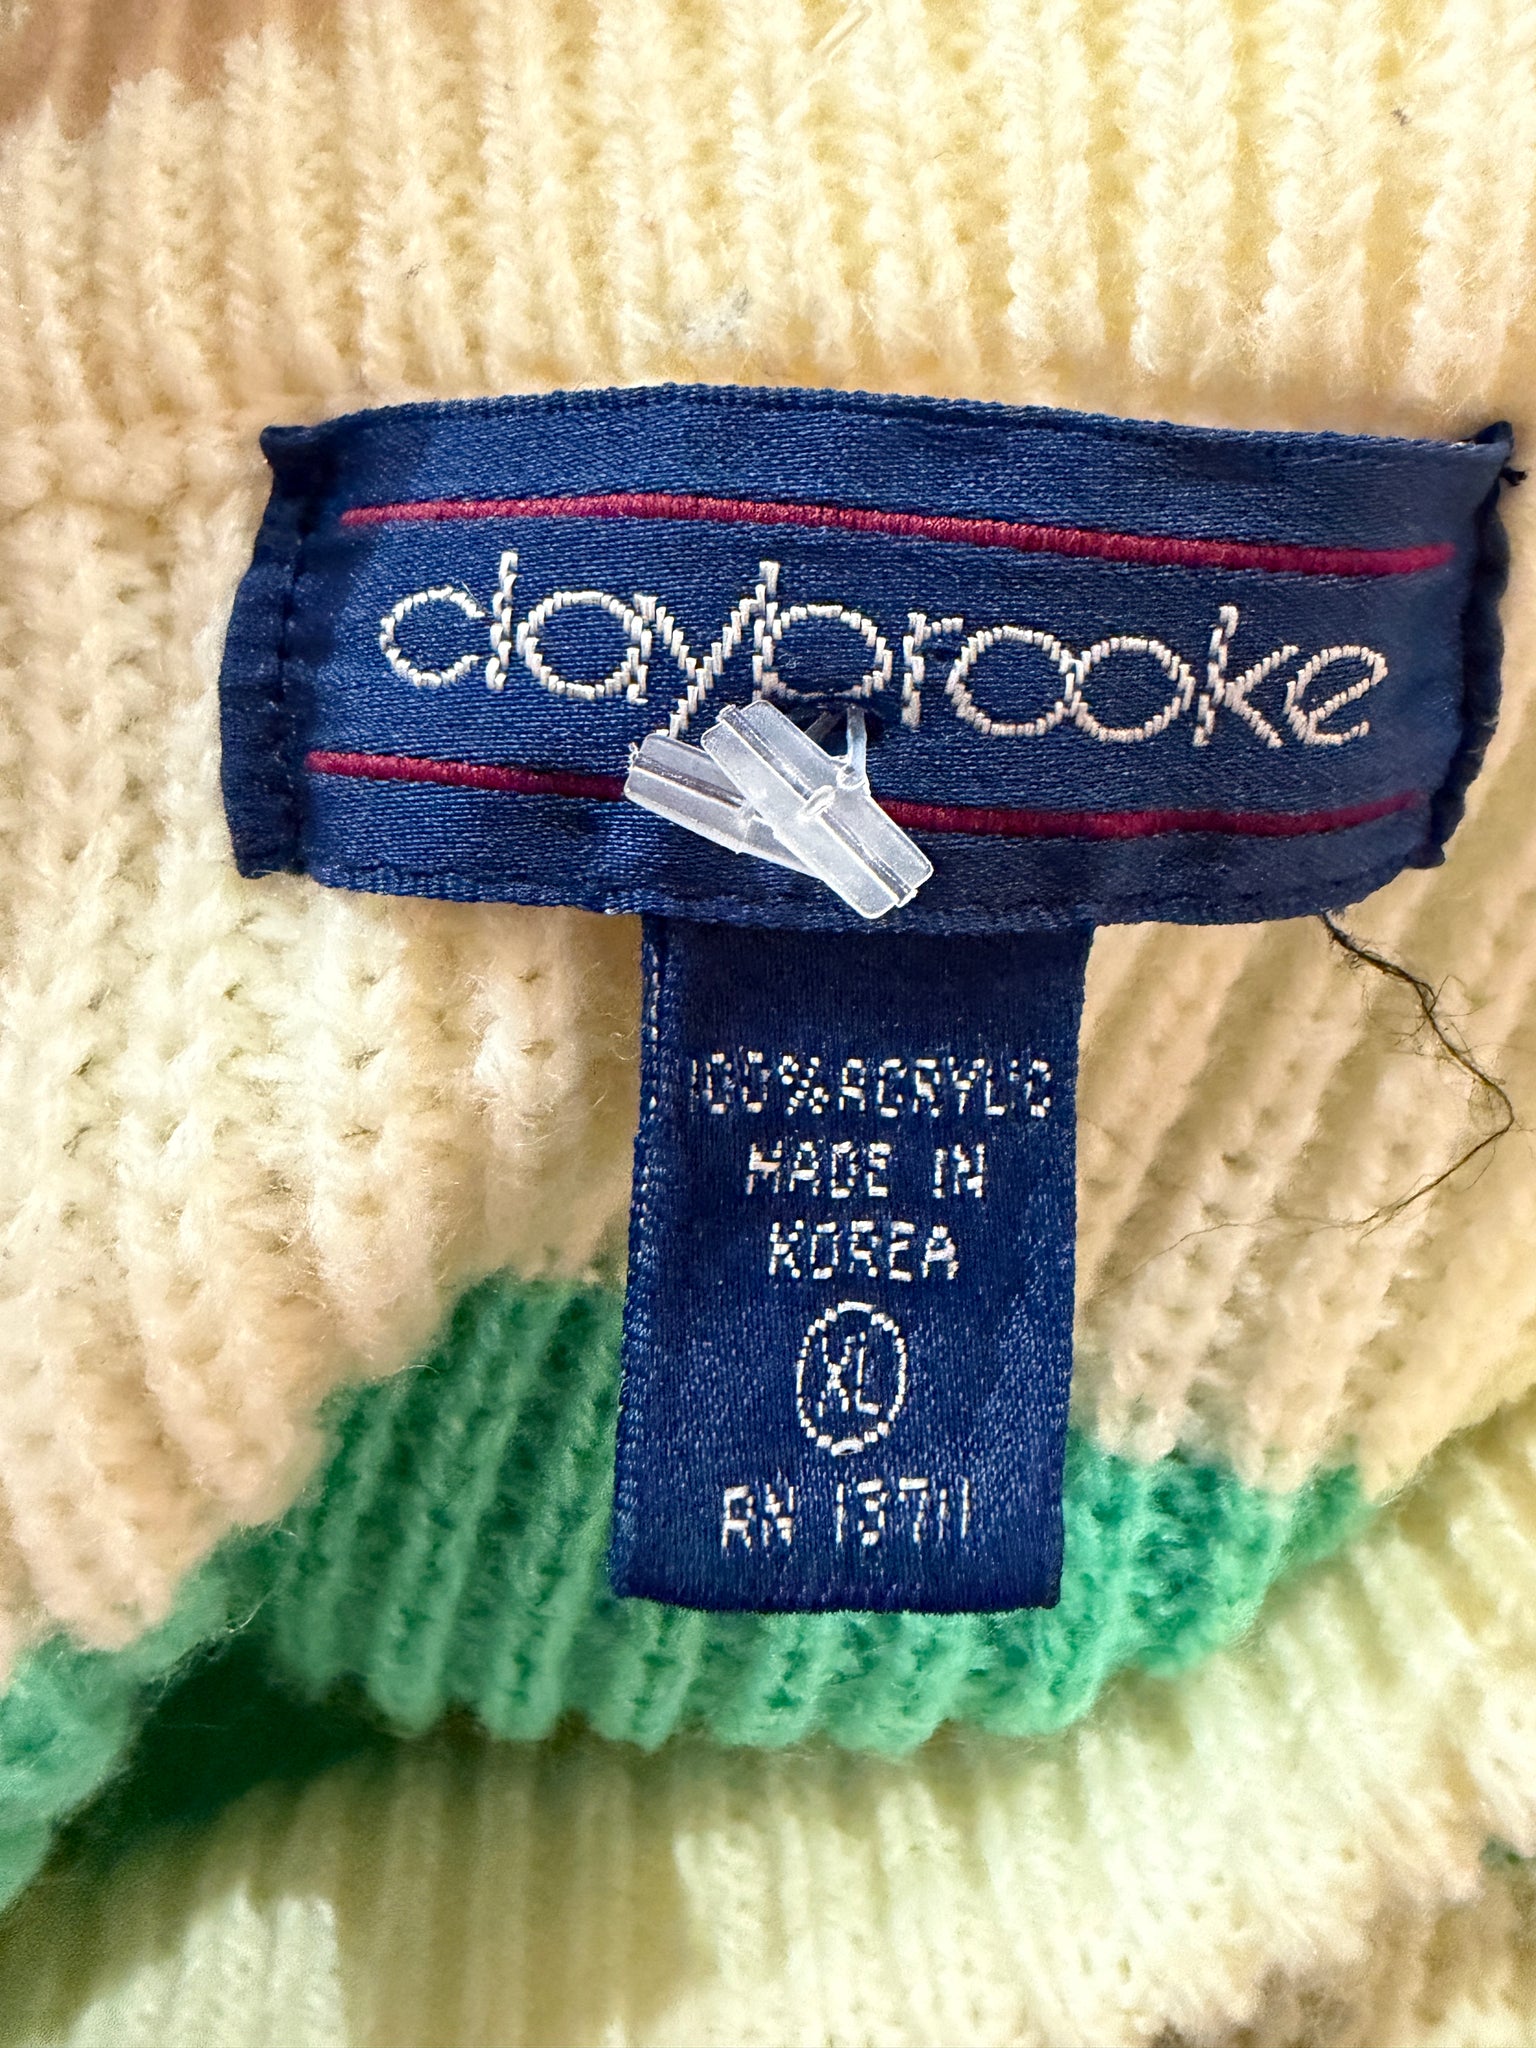 claybrooke
100% ACRYLIC
MADE IN
KOREA
XL
RN 13711